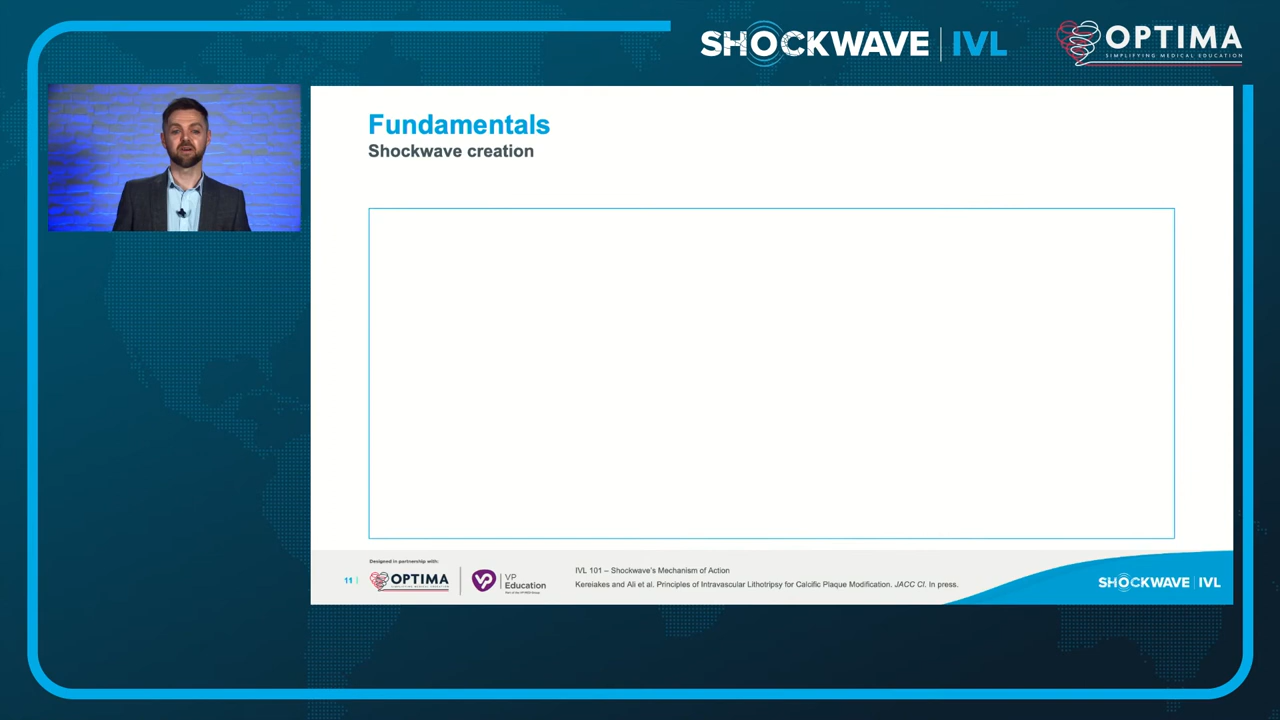 SHOCKWAVE | IVL
OPTIMA
SIMPLIFYING MEDICAL EDUCATION
Fundamentals
Shockwave creation
Designed in partnership with:
11 |
OPTIMA
VP
Education
IVL 101 – Shockwave's Mechanism of Action
Kereiakes and Ali et al. Principles of Intravascular Lithotripsy for Calcific Plaque Modification. JACC CI. In press.
SHOCKWAVE | IVL